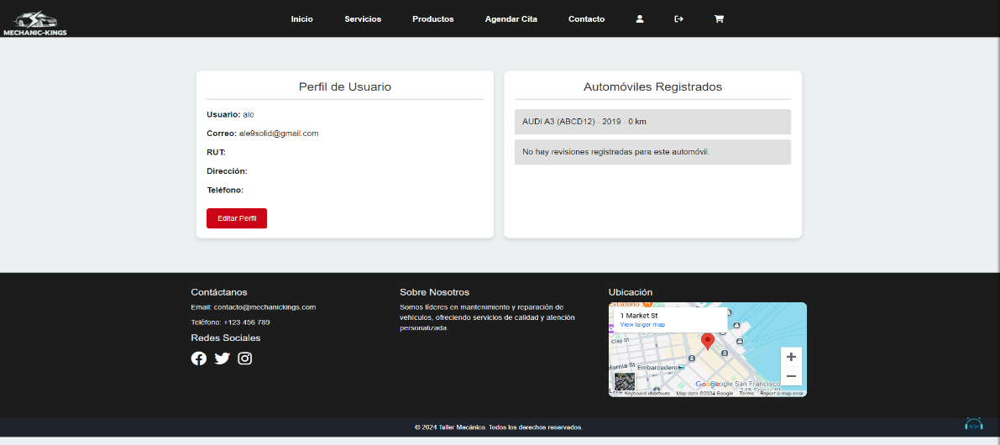 MECHANIC-KINGS
Inicio
Servicios
Productos
Agendar Cita
Contacto
Perfil de Usuario
Usuario: ale
Correo: ale9solid@gmail.com
RUT:
Dirección:
Teléfono:
Editar Perfil
Automóviles Registrados
AUDI A3 (ABCD12) - 2019 - 0 km
No hay revisiones registradas para este automóvil.
Contáctanos
Email: contacto@mechanickings.com
Teléfono: +123 456 789
Redes Sociales
Sobre Nosotros
Somos líderes en mantenimiento y reparación de
vehículos, ofreciendo servicios de calidad y atención
personalizada.
Ubicación
1 Market St
View larger map
Clay St
Embarcadero
Google
San Francisco
Keyboard shortcuts
Map data ©2024 Google
Terms
Report a map error
© 2024 Taller Mecánico. Todos los derechos reservados.